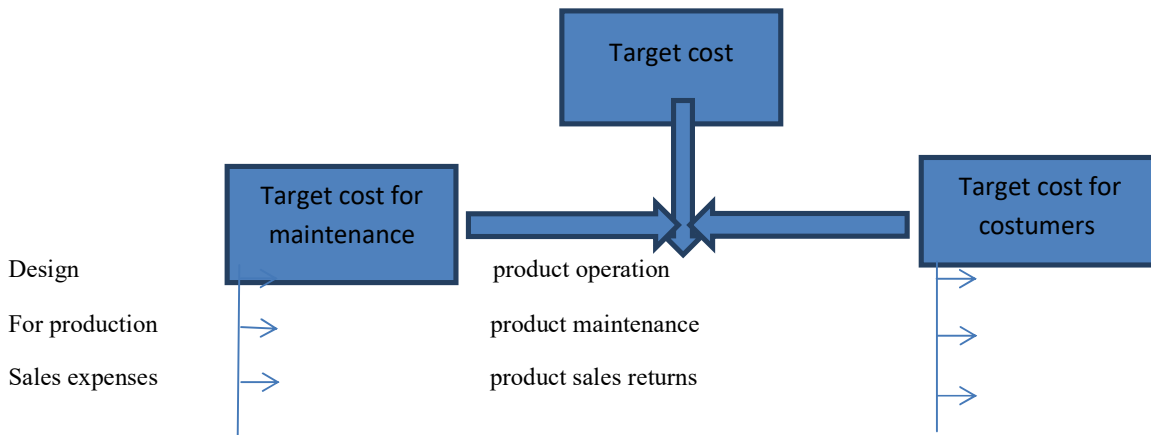 Target cost
Target cost for
maintenance
Target cost for
costumers
Design
product operation
For production
product maintenance
Sales expenses
product sales returns